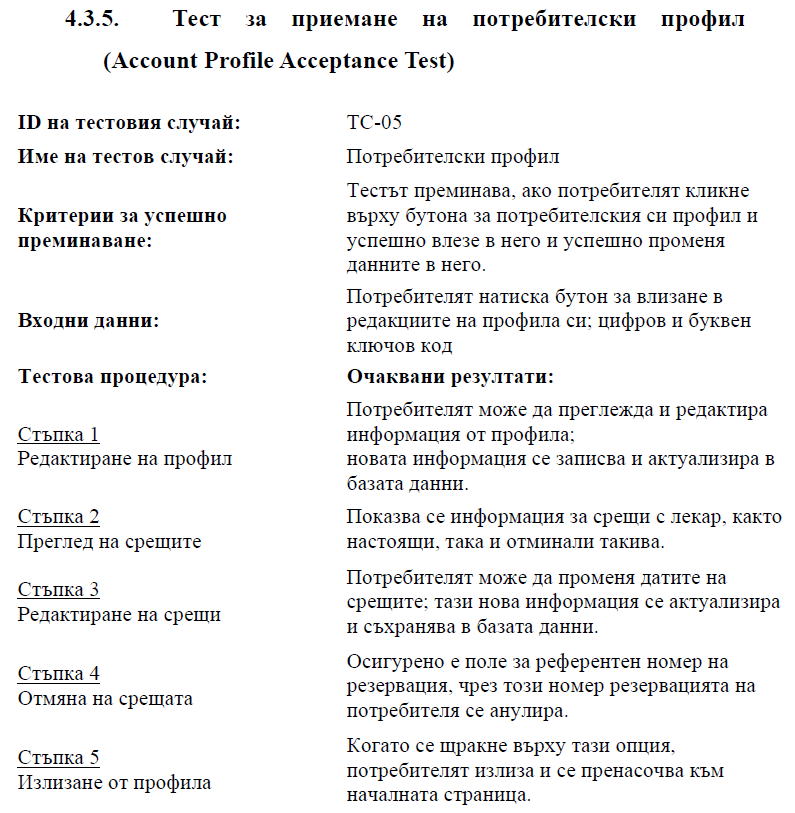 4.3.5. Тест за приемане на потребителски профил
(Account Profile Acceptance Test)
ID на тестовия случай: ТС-05
Име на тестов случай: Потребителски профил
Критерии за успешно преминаване:
Тестът преминава, ако потребителят кликне
върху бутона за потребителския си профил и
успешно влезе в него и успешно променя
данните в него.
Входни данни:
Потребителят натиска бутон за влизане в
редакциите на профила си; цифров и буквен
ключов код
Тестова процедура: Очаквани резултати:
Стъпка 1
Редактиране на профил
Потребителят може да преглежда и редактира
информация от профила;
новата информация се записва и актуализира в
базата данни.
Стъпка 2
Преглед на срещите
Показва се информация за срещи с лекар, както
настоящи, така и отминали такива.
Стъпка 3
Редактиране на срещи
Потребителят може да променя датите на
срещите; тази нова информация се актуализира
и съхранява в базата данни.
Стъпка 4
Отмяна на срещата
Осигурено е поле за референтен номер на
резервация, чрез този номер резервацията на
потребителя се анулира.
Стъпка 5
Излизане от профила
Когато се щракне върху тази опция,
потребителят излиза и се пренасочва към
началната страница.